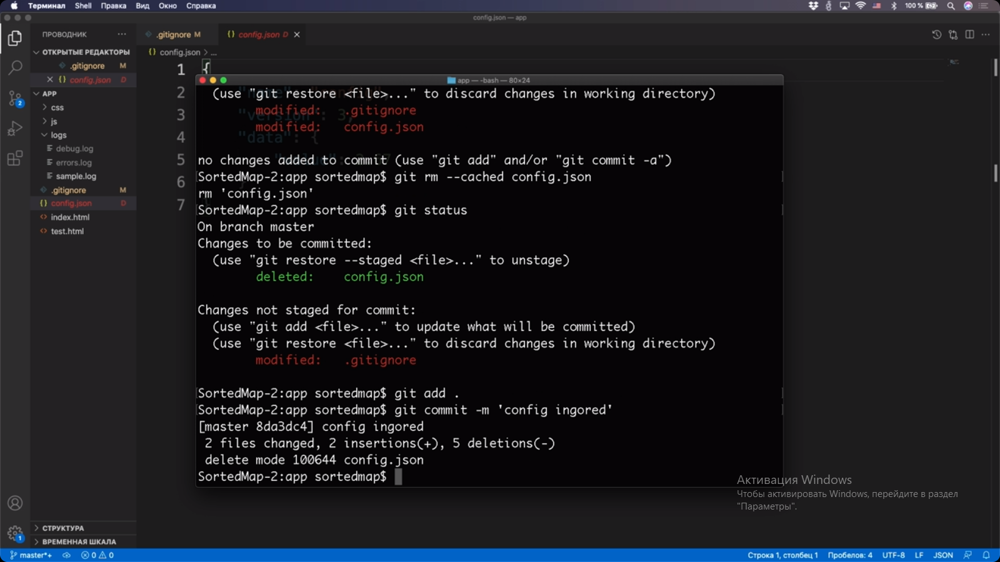 Терминал Shell Правка Вид Окно Справка 100 %
config.json — app
ПРОВОДНИК
.gitignore M
config.json D
ОТКРЫТЫЕ РЕДАКТОРЫ
config.json > ...
.gitignore M
config.json D
APP
css
js
logs
debug.log
errors.log
sample.log
.gitignore M
config.json D
index.html
test.html
СТРУКТУРА
ВРЕМЕННАЯ ШКАЛА
2
1
1 {
2
3 "version": 3,
4 "data": {
5
6
7
app — -bash — 80×24
(use "git restore <file>..." to discard changes in working directory)
modified: .gitignore
modified: config.json
no changes added to commit (use "git add" and/or "git commit -a")
SortedMap-2:app sortedmap$ git rm --cached config.json
rm 'config.json'
SortedMap-2:app sortedmap$ git status
On branch master
Changes to be committed:
(use "git restore --staged <file>..." to unstage)
deleted: config.json
Changes not staged for commit:
(use "git add <file>..." to update what will be committed)
(use "git restore <file>..." to discard changes in working directory)
modified: .gitignore
SortedMap-2:app sortedmap$ git add .
SortedMap-2:app sortedmap$ git commit -m 'config ingored'
[master 8da3dc4] config ingored
2 files changed, 2 insertions(+), 5 deletions(-)
delete mode 100644 config.json
SortedMap-2:app sortedmap$
Активация Windows
Чтобы активировать Windows, перейдите в раздел
"Параметры".
master*+ 0 0 Строка 1, столбец 1 Пробелов: 4 UTF-8 LF JSON